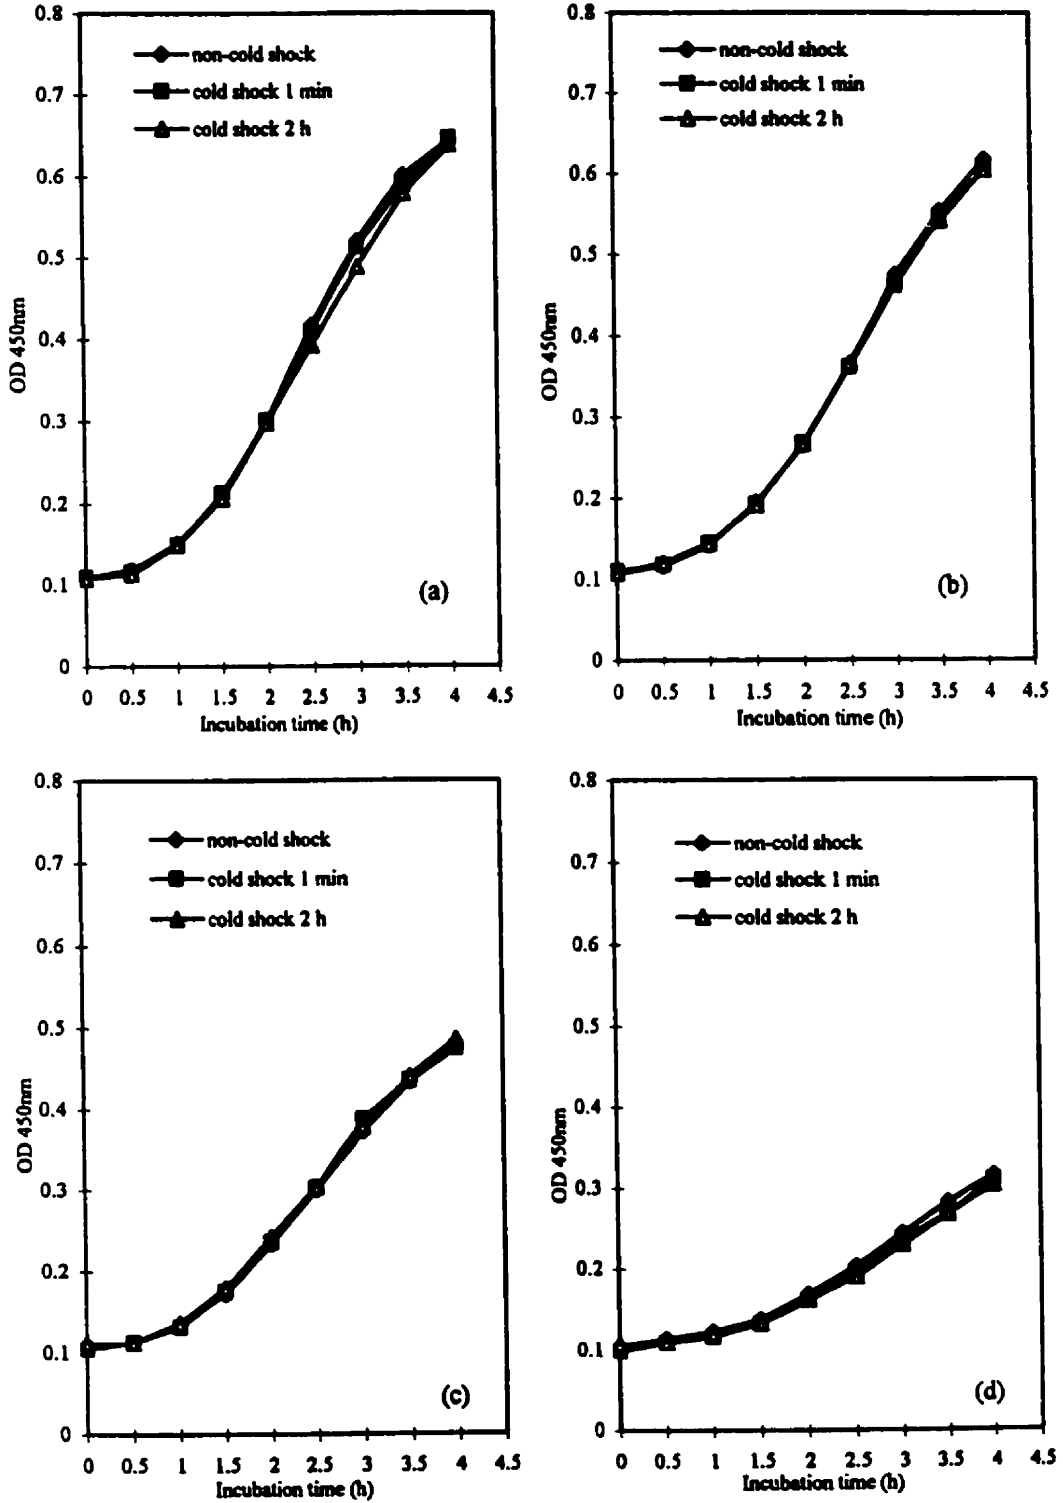 0.8
0.7
0.6
0.5
0.4
0.3
0.2
0.1
0
OD 450nm
non-cold shock
cold shock 1 min
cold shock 2 h
(a)
0 0.5 1 1.5 2 2.5 3 3.5 4 4.5
Incubation time (h)
0.8
0.7
0.6
0.5
0.4
0.3
0.2
0.1
0
OD 450nm
non-cold shock
cold shock 1 min
cold shock 2 h
(b)
0 0.5 1 1.5 2 2.5 3 3.5 4 4.5
Incubation time (h)
0.8
0.7
0.6
0.5
0.4
0.3
0.2
0.1
0
OD 450nm
non-cold shock
cold shock 1 min
cold shock 2 h
(c)
0 0.5 1 1.5 2 2.5 3 3.5 4 4.5
Incubation time (h)
0.8
0.7
0.6
0.5
0.4
0.3
0.2
0.1
0
OD 450nm
non-cold shock
cold shock 1 min
cold shock 2 h
(d)
0 0.5 1 1.5 2 2.5 3 3.5 4 4.5
Incubation time (h)